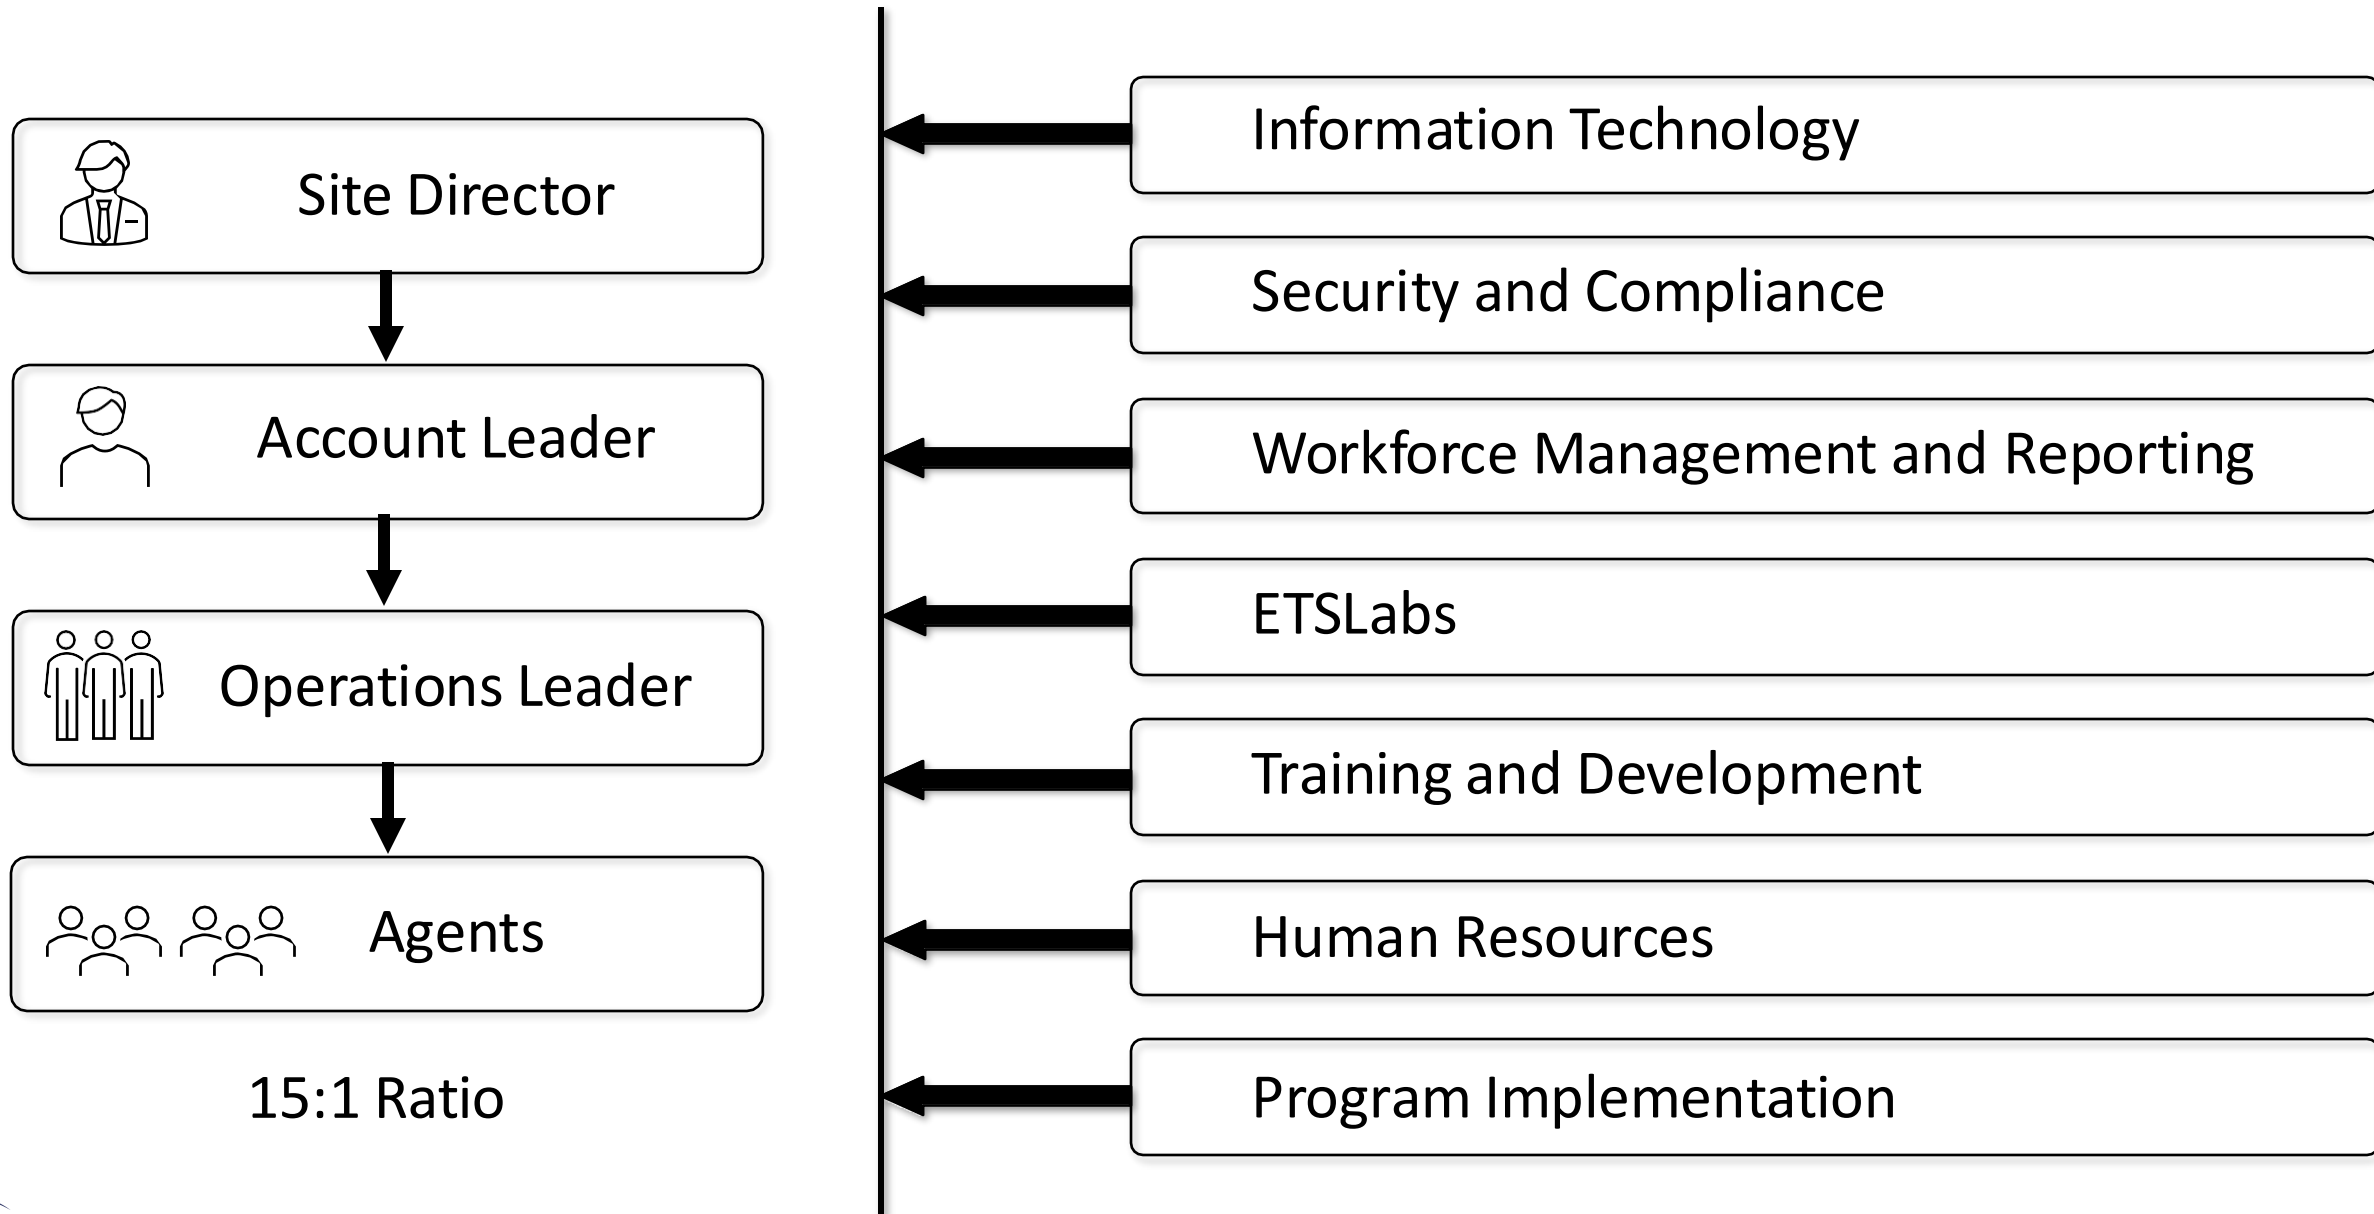 Site Director
Account Leader
Operations Leader
Agents
15:1 Ratio
Information Technology
Security and Compliance
Workforce Management and Reporting
ETSLabs
Training and Development
Human Resources
Program Implementation